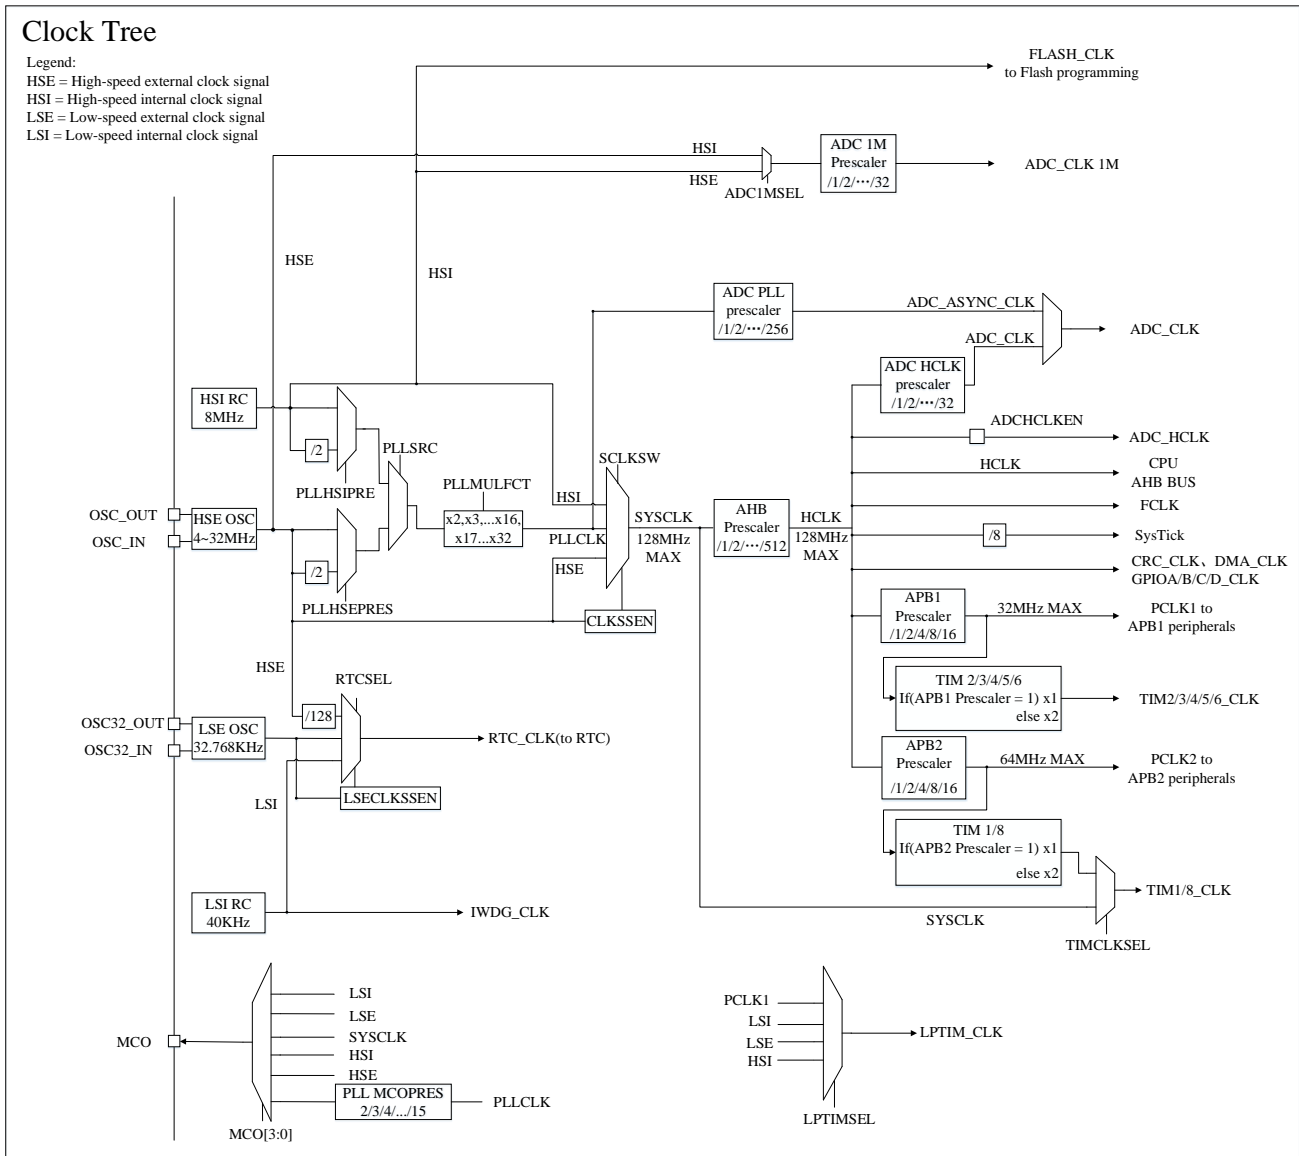 Clock Tree
Legend:
HSE = High-speed external clock signal
HSI = High-speed internal clock signal
LSE = Low-speed external clock signal
LSI = Low-speed internal clock signal
FLASH_CLK
to Flash programming
HSI
HSE
ADC1MSEL
ADC 1M
Prescaler
/1/2/···/32
ADC_CLK 1M
HSE
HSI
ADC PLL
prescaler
/1/2/···/256
ADC_ASYNC_CLK
ADC_CLK
ADC_CLK
ADC HCLK
prescaler
/1/2/···/32
HSI RC
8MHz
/2
PLLHSIPRE
PLLSRC
PLLMULFCT
x2,x3,...x16,
x17...x32
OSC_OUT
OSC_IN
HSE OSC
4~32MHz
/2
PLLHSEPRES
SCLKSW
HSI
PLLCLK
HSE
CLKSSEN
SYSCLK
128MHz
MAX
AHB
Prescaler
/1/2/···/512
HCLK
128MHz
MAX
ADCHCLKEN
ADC_HCLK
HCLK
CPU
AHB BUS
FCLK
/8
SysTick
CRC_CLK、DMA_CLK
GPIOA/B/C/D_CLK
APB1
Prescaler
/1/2/4/8/16
32MHz MAX
PCLK1 to
APB1 peripherals
TIM 2/3/4/5/6
If(APB1 Prescaler = 1) x1
else x2
TIM2/3/4/5/6_CLK
APB2
Prescaler
/1/2/4/8/16
64MHz MAX
PCLK2 to
APB2 peripherals
TIM 1/8
If(APB2 Prescaler = 1) x1
else x2
TIM1/8_CLK
SYSCLK
TIMCLKSEL
HSE
RTCSEL
/128
OSC32_OUT
OSC32_IN
LSE OSC
32.768KHz
RTC_CLK(to RTC)
LSECLKSSEN
LSI
LSI RC
40KHz
IWDG_CLK
MCO
LSI
LSE
SYSCLK
HSI
HSE
PLL MCOPRES
2/3/4/.../15
PLLCLK
MCO[3:0]
PCLK1
LSI
LSE
HSI
LPTIM_CLK
LPTIMSEL